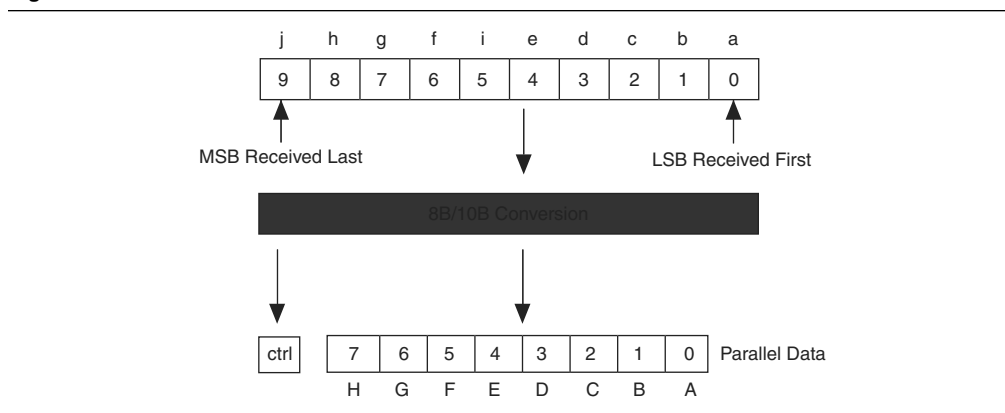 j h g f i e d c b a
9 8 7 6 5 4 3 2 1 0
MSB Received Last
LSB Received First
8B/10B Conversion
ctrl
7 6 5 4 3 2 1 0
Parallel Data
H G F E D C B A